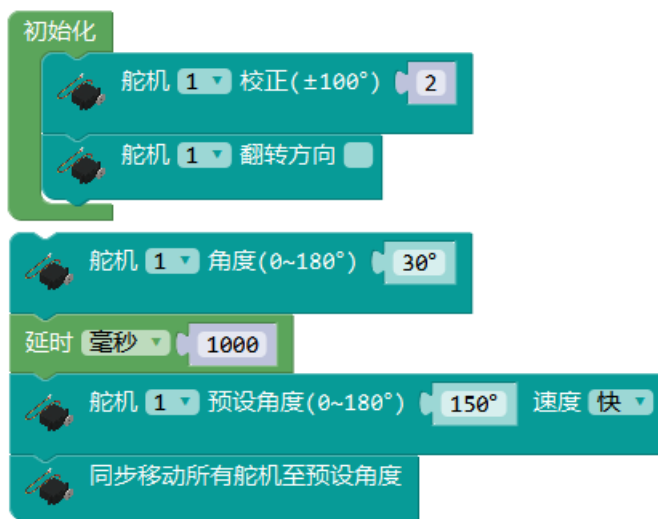 初始化
舵机 1 校正(±100°) 2
舵机 1 翻转方向
舵机 1 角度(0~180°) 30°
延时 毫秒 1000
舵机 1 预设角度(0~180°) 150° 速度 快
同步移动所有舵机至预设角度